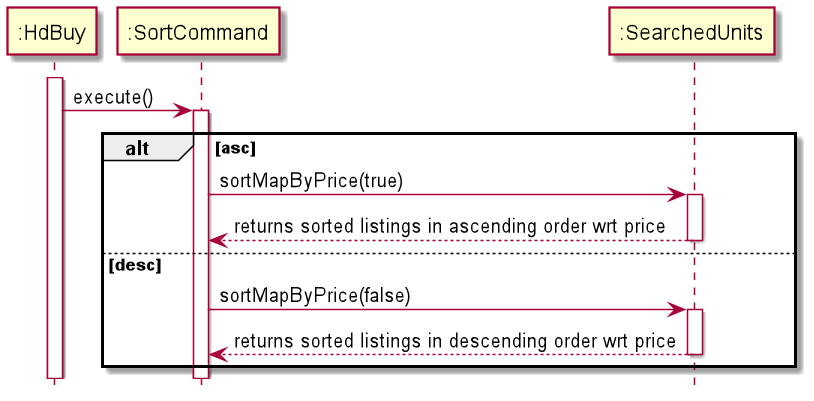 :HdBuy
:SortCommand
:SearchedUnits
execute()
alt
[asc]
sortMapByPrice(true)
returns sorted listings in ascending order wrt price
[desc]
sortMapByPrice(false)
returns sorted listings in descending order wrt price